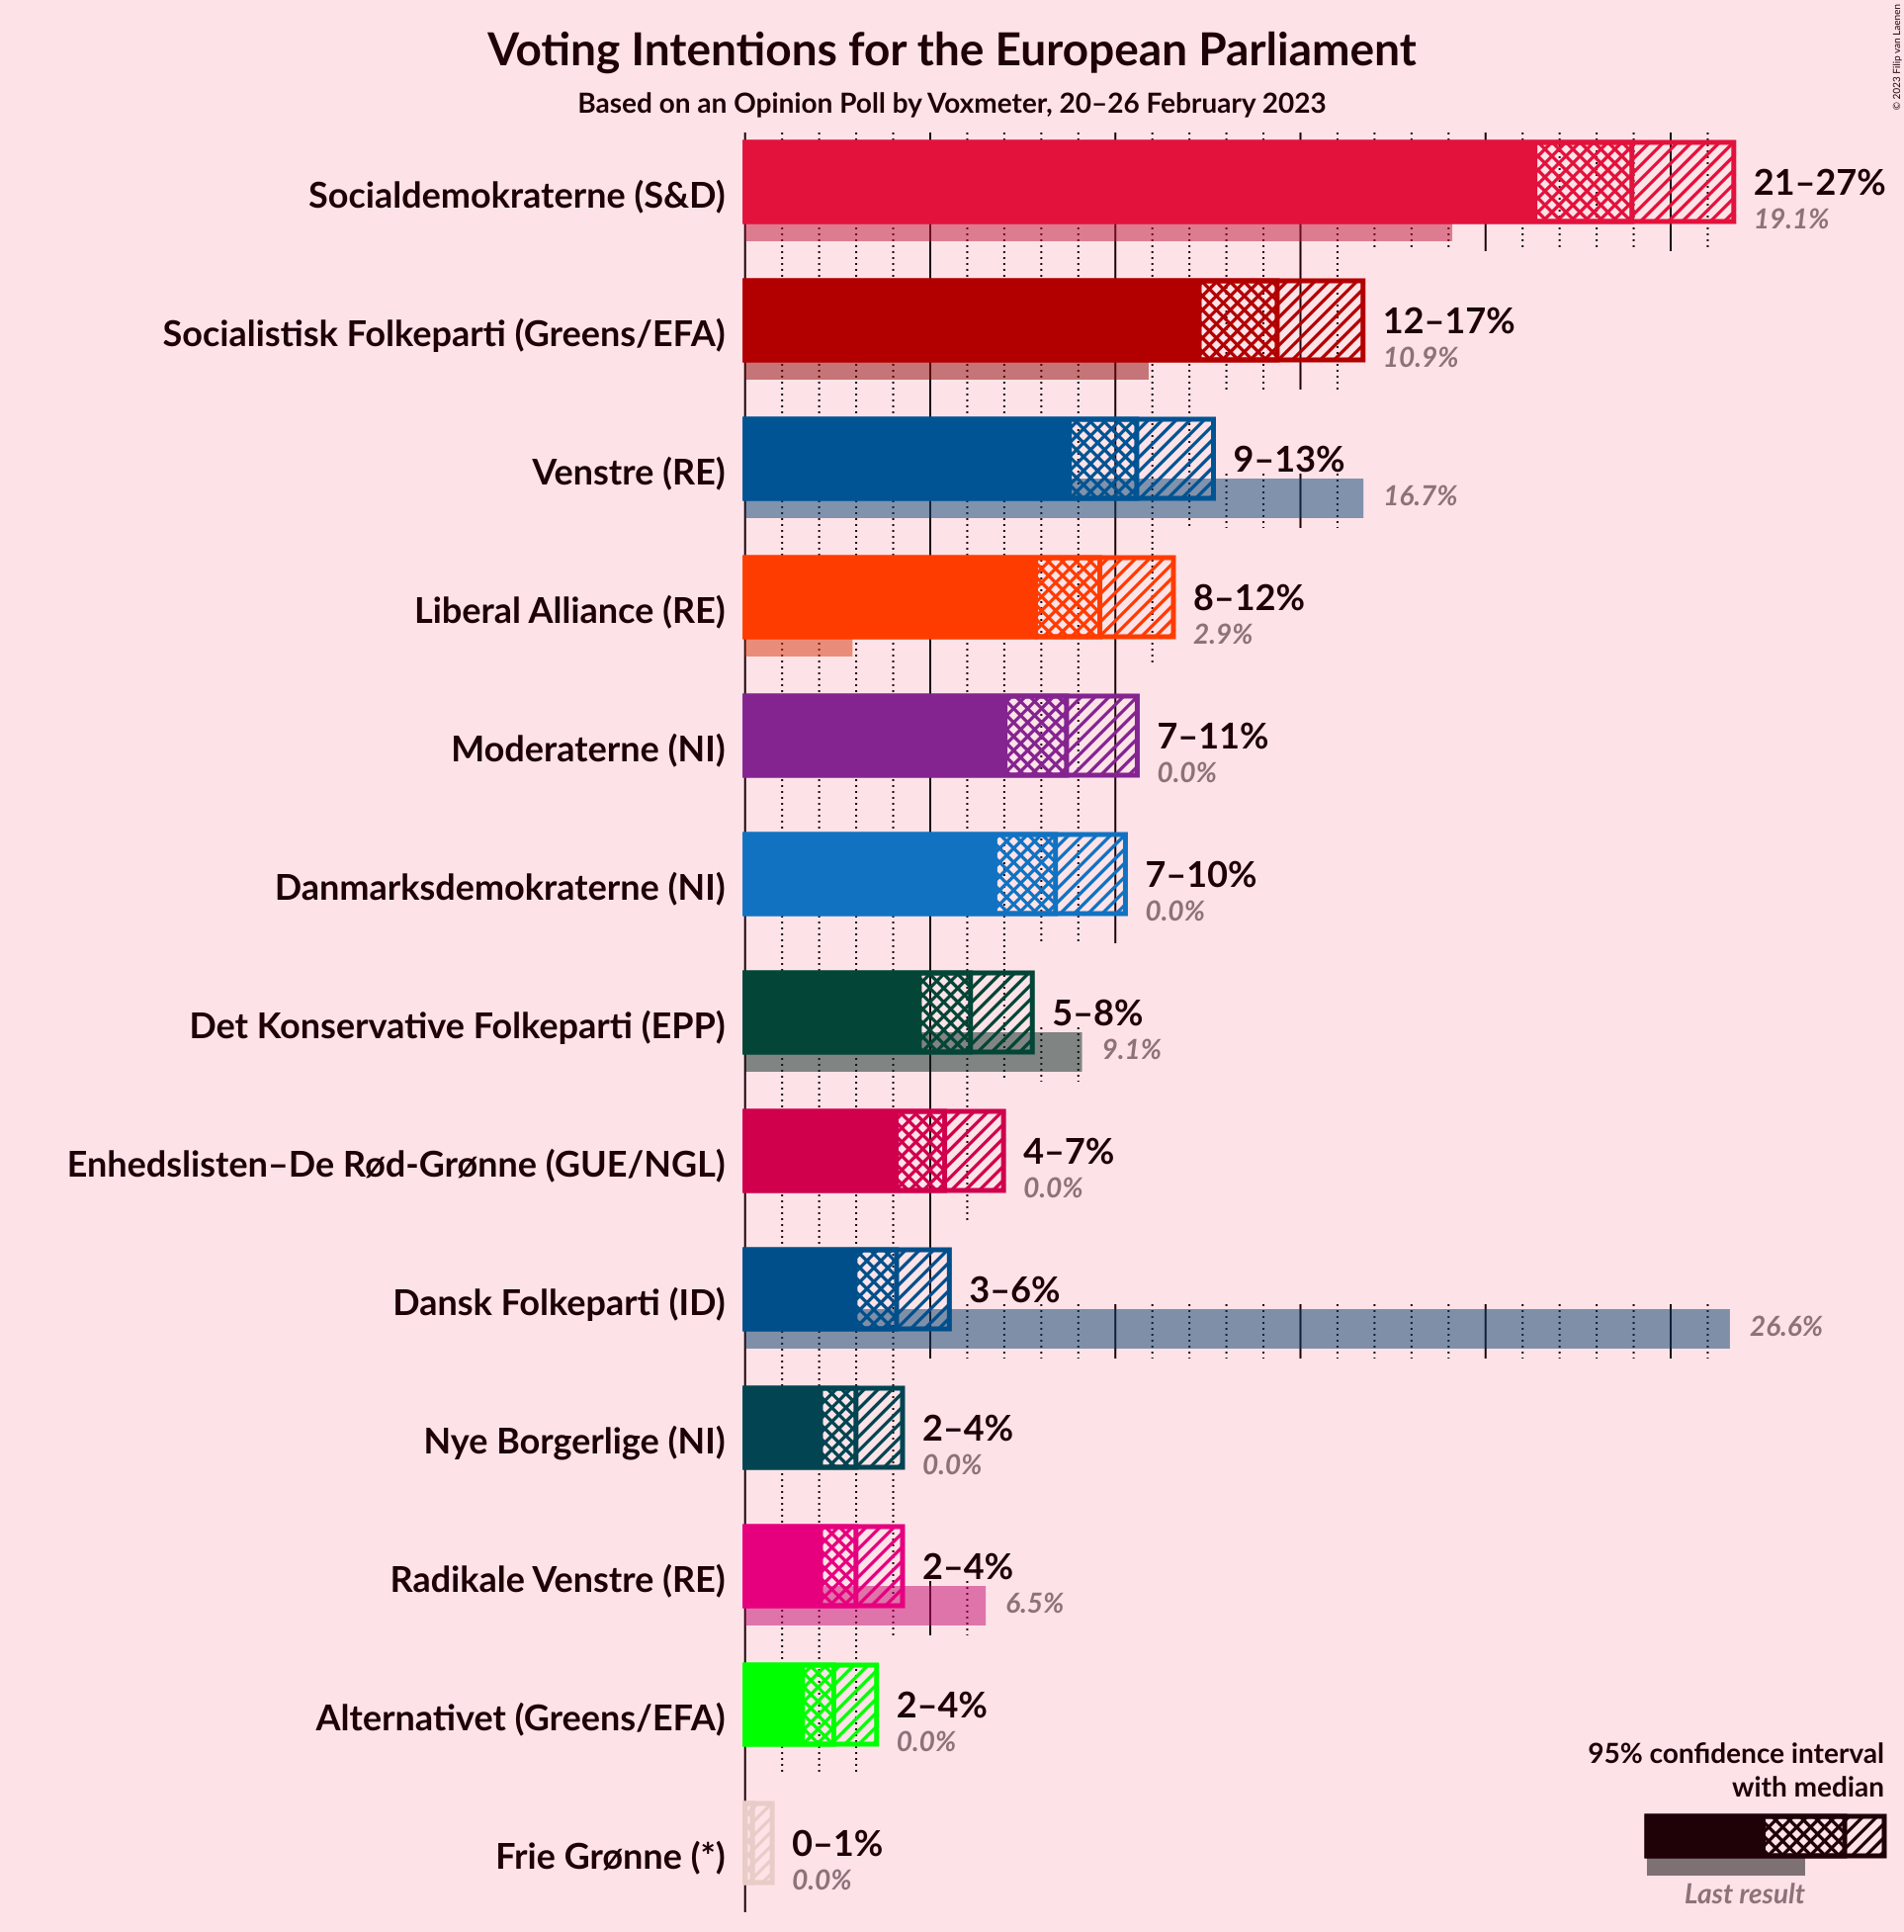 Voting Intentions for the European Parliament
Based on an Opinion Poll by Voxmeter, 20–26 February 2023
© 2023 Filip van Laenen
Socialdemokraterne (S&D)
21–27%
19.1%
Socialistisk Folkeparti (Greens/EFA)
12–17%
10.9%
Venstre (RE)
9–13%
16.7%
Liberal Alliance (RE)
8–12%
2.9%
Moderaterne (NI)
7–11%
0.0%
Danmarksdemokraterne (NI)
7–10%
0.0%
Det Konservative Folkeparti (EPP)
5–8%
9.1%
Enhedslisten–De Rød-Grønne (GUE/NGL)
4–7%
0.0%
Dansk Folkeparti (ID)
3–6%
26.6%
Nye Borgerlige (NI)
2–4%
0.0%
Radikale Venstre (RE)
2–4%
6.5%
Alternativet (Greens/EFA)
2–4%
0.0%
Frie Grønne (*)
0–1%
0.0%
95% confidence interval
with median
Last result